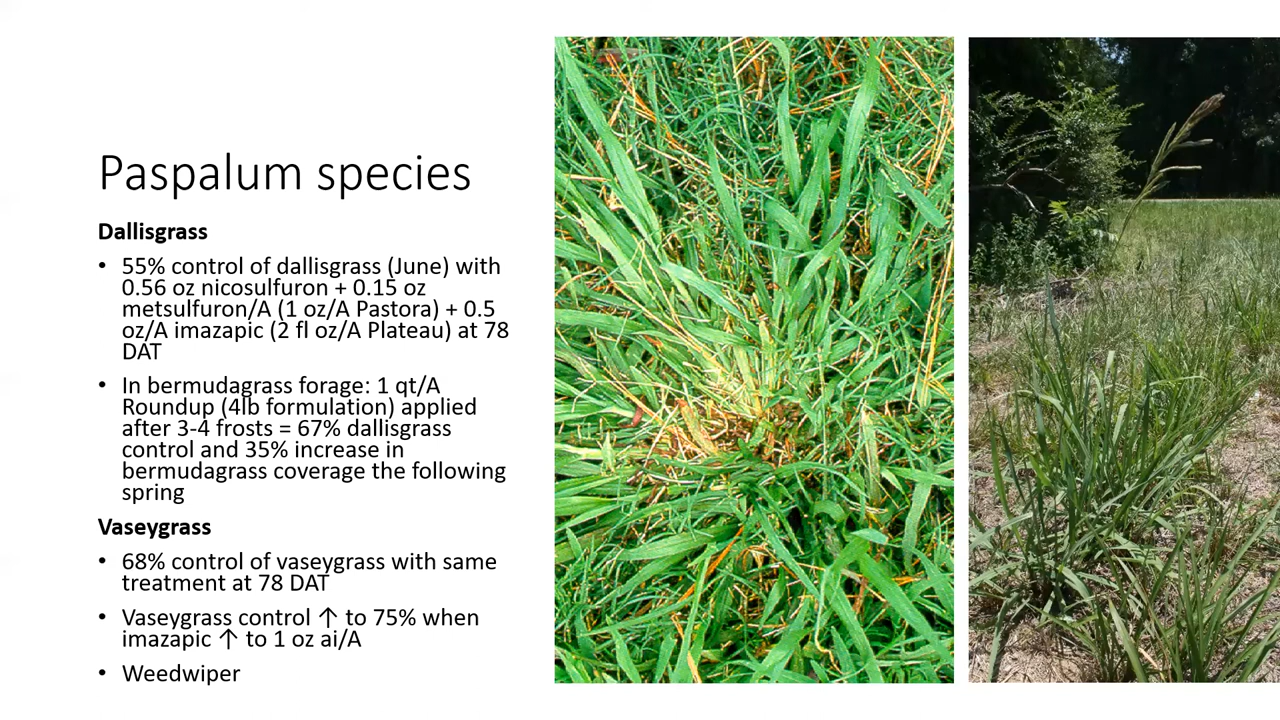 Paspalum species
Dallisgrass
• 55% control of dallisgrass (June) with
0.56 oz nicosulfuron + 0.15 oz
metsulfuron/A (1 oz/A Pastora) + 0.5
oz/A imazapic (2 fl oz/A Plateau) at 78
DAT
• In bermudagrass forage: 1 qt/A
Roundup (4lb formulation) applied
after 3-4 frosts = 67% dallisgrass
control and 35% increase in
bermudagrass coverage the following
spring
Vaseygrass
• 68% control of vaseygrass with same
treatment at 78 DAT
• Vaseygrass control ↑ to 75% when
imazapic ↑ to 1 oz ai/A
• Weedwiper